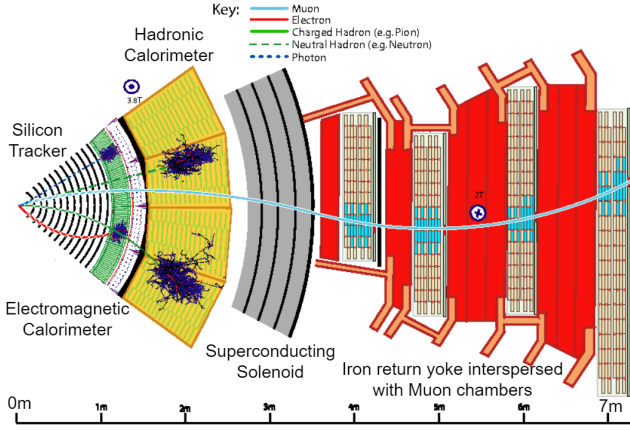 Key:
Muon
Electron
Charged Hadron (e.g. Pion)
Neutral Hadron (e.g. Neutron)
Photon
Hadronic
Calorimeter
3.8T
Silicon
Tracker
2T
Electromagnetic
Calorimeter
Superconducting
Solenoid
Iron return yoke interspersed
with Muon chambers
0m
1m
2m
3m
4m
5m
6m
7m